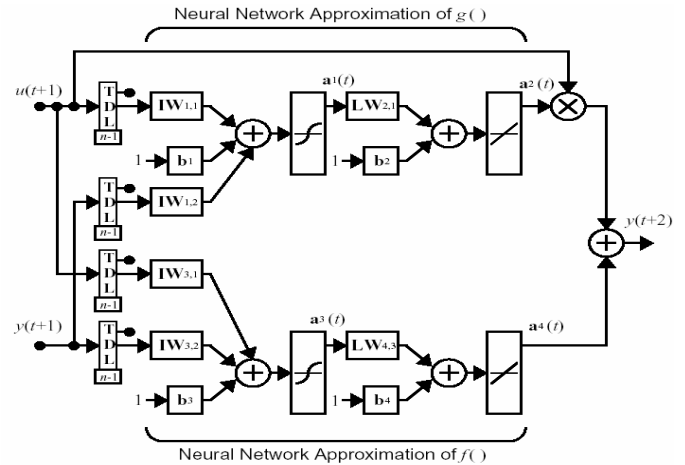 Neural Network Approximation of g ( )
u(t+1)
T
D
L
n-1
IW1,1
1
b1
a1(t)
LW2,1
1
b2
a2 (t)
T
D
L
n-1
IW1,2
y(t+2)
T
D
L
n-1
IW3,1
y(t+1)
T
D
L
n-1
IW3,2
1
b3
a3 (t)
LW4,3
1
b4
a4 (t)
Neural Network Approximation of f ( )